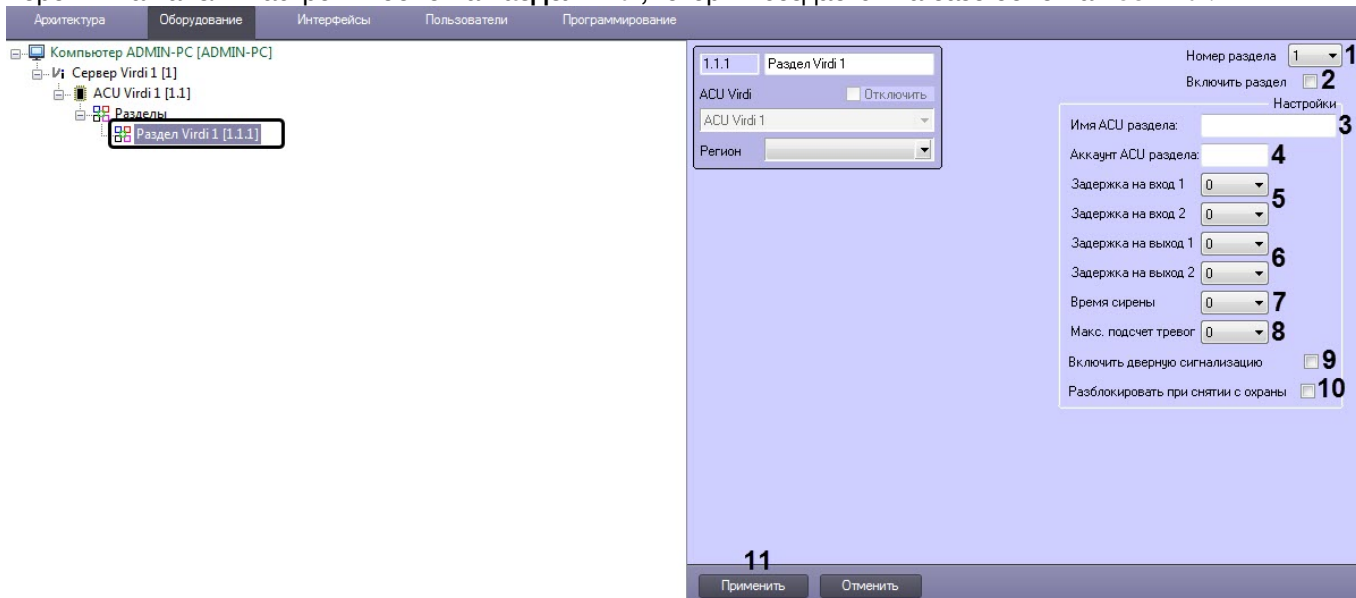 Архитектура Оборудование Интерфейсы Пользователи Программирование
Компьютер ADMIN-PC [ADMIN-PC]
Сервер Virdi 1 [1]
ACU Virdi 1 [1.1]
Разделы
Раздел Virdi 1 [1.1.1]
1.1.1 Раздел Virdi 1
ACU Virdi Отключить
ACU Virdi 1
Регион
Номер раздела 1 1
Включить раздел 2
Настройки
Имя ACU раздела: 3
Аккаунт ACU раздела: 4
Задержка на вход 1 0
5
Задержка на вход 2 0
Задержка на выход 1 0
6
Задержка на выход 2 0
Время сирены 0 7
Макс. подсчет тревог 0 8
Включить дверную сигнализацию 9
Разблокировать при снятии с охраны 10
11
Применить Отменить